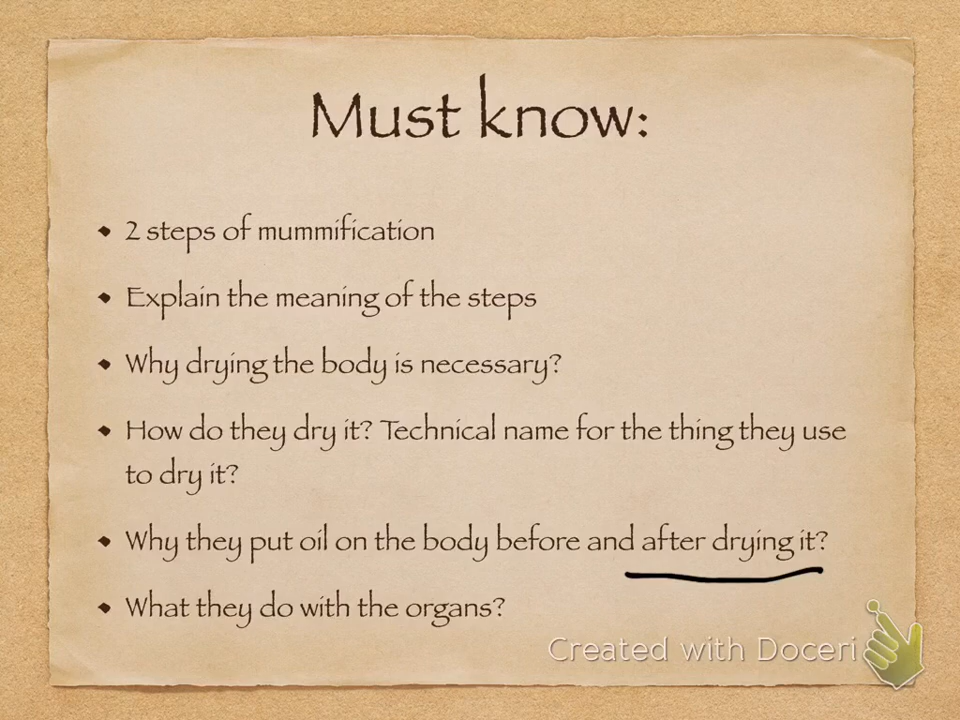 Must know:
• 2 steps of mummification
• Explain the meaning of the steps
• Why drying the body is necessary?
• How do they dry it? Technical name for the thing they use
to dry it?
• Why they put oil on the body before and after drying it?
• What they do with the organs?
Created with Doceri